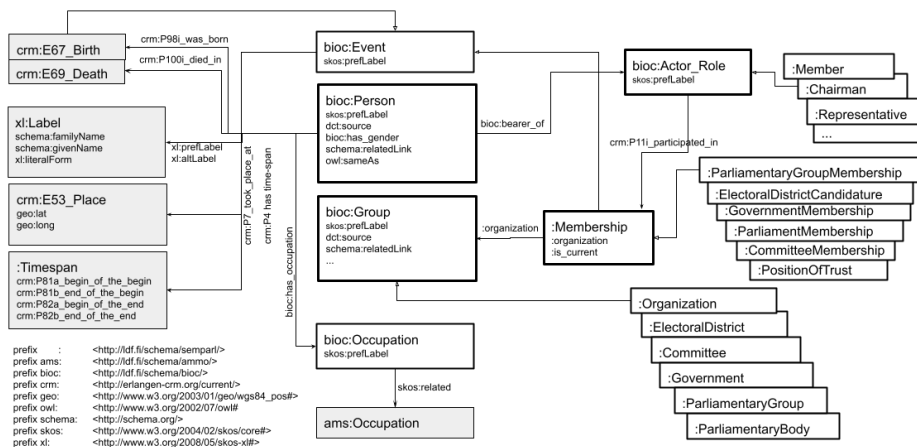 crm:P98i_was_born
crm:P100i_died_in
crm:E67_Birth
crm:E69_Death
bioc:Event
skos:prefLabel
bioc:Actor_Role
skos:prefLabel
:Member
:Chairman
:Representative
...
xl:Label
schema:familyName
schema:givenName
xl:literalForm
xl:prefLabel
xl:altLabel
bioc:Person
skos:prefLabel
dct:source
bioc:has_gender
schema:relatedLink
owl:sameAs
bioc:bearer_of
crm:P11i_participated_in
crm:E53_Place
geo:lat
geo:long
crm:P7_took_place_at
crm:P4 has time-span
bioc:has_occupation
bioc:Group
skos:prefLabel
dct:source
schema:relatedLink
...
:organization
:Membership
:organization
:is_current
:ParliamentaryGroupMembership
:ElectoralDistrictCandidature
:GovernmentMembership
:ParliamentMembership
:CommitteeMembership
:PositionOfTrust
:Timespan
crm:P81a_begin_of_the_begin
crm:P81b_end_of_the_begin
crm:P82a_begin_of_the_end
crm:P82b_end_of_the_end
bioc:Occupation
skos:prefLabel
skos:related
ams:Occupation
:Organization
:ElectoralDistrict
:Committee
:Government
:ParliamentaryGroup
:ParliamentaryBody
prefix : <http://ldf.fi/schema/semparl/>
prefix ams: <http://ldf.fi/schema/ammo/>
prefix bioc: <http://ldf.fi/schema/bioc/>
prefix crm: <http://erlangen-crm.org/current/>
prefix geo: <http://www.w3.org/2003/01/geo/wgs84_pos#>
prefix owl: <http://www.w3.org/2002/07/owl#
prefix schema: <http://schema.org/>
prefix skos: <http://www.w3.org/2004/02/skos/core#>
prefix xl: <http://www.w3.org/2008/05/skos-xl#>